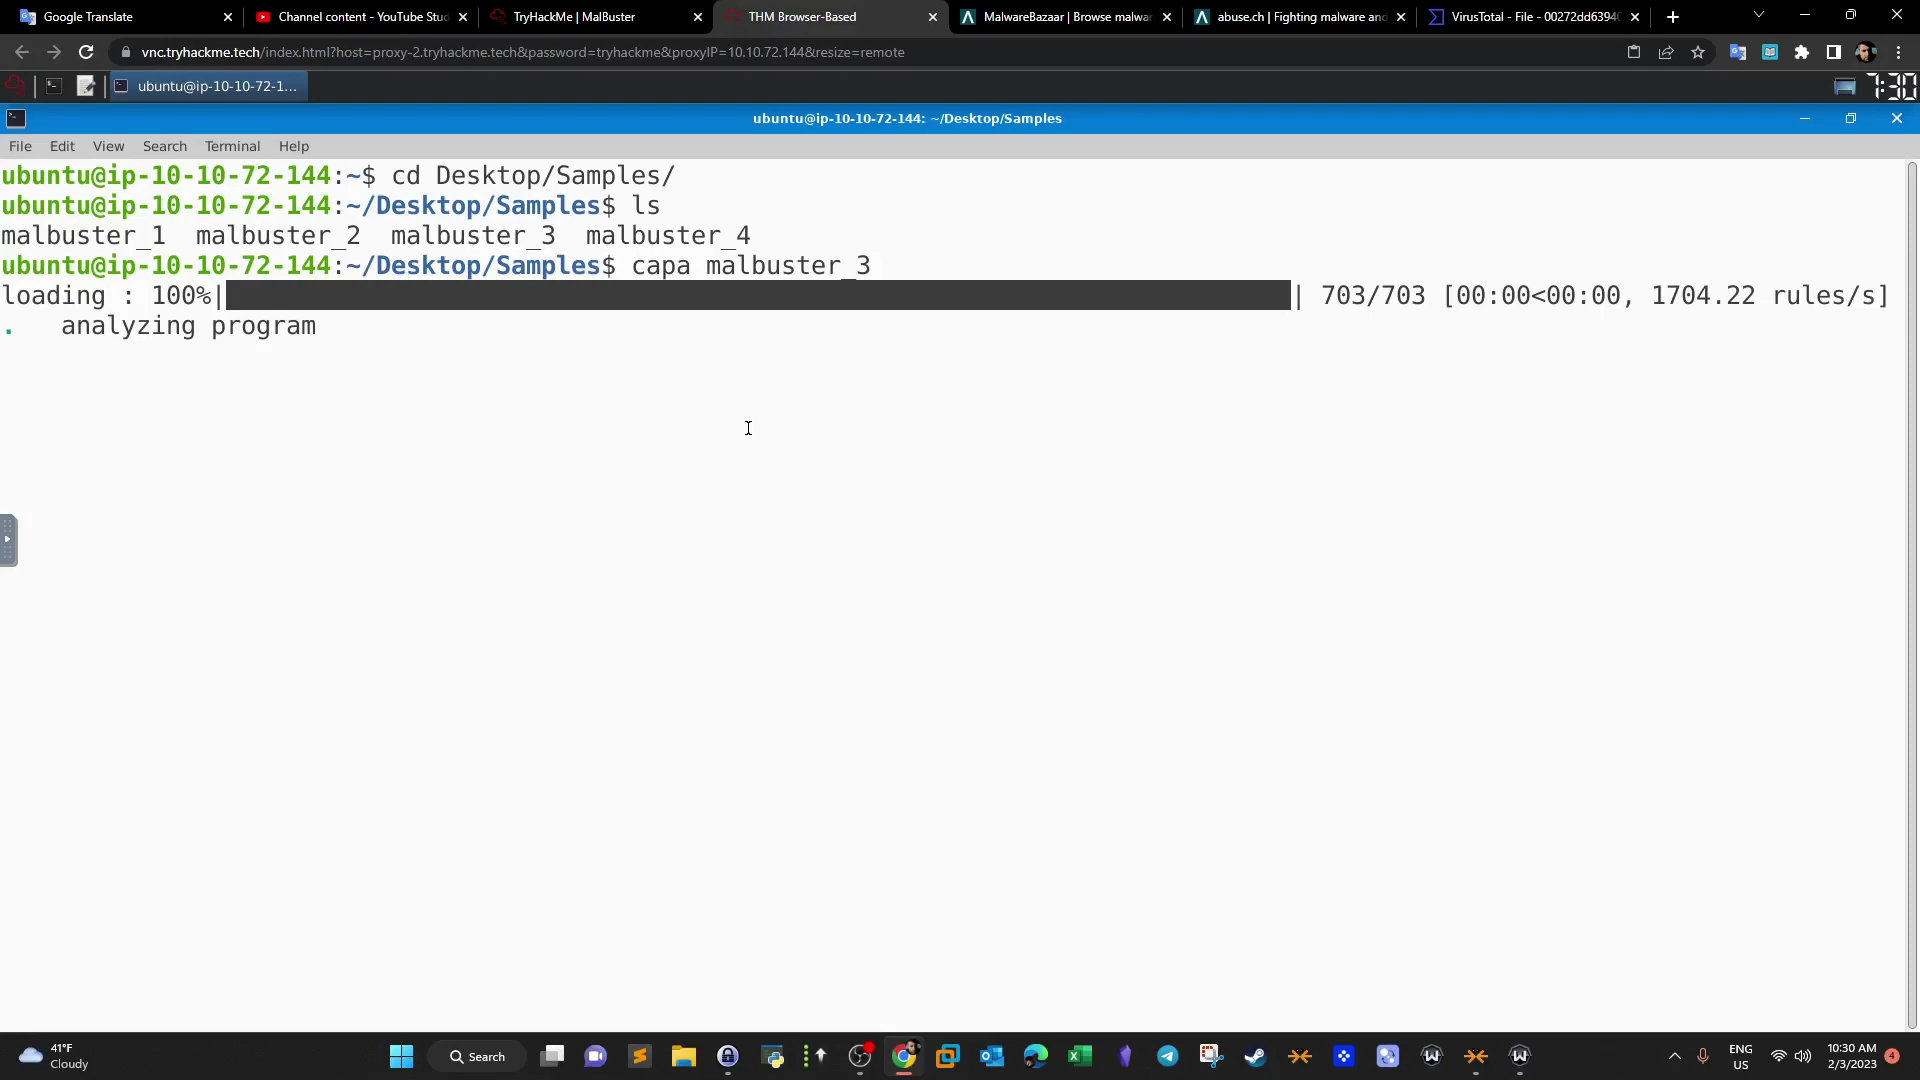 Google Translate
Channel content - YouTube Stud
TryHackMe | MalBuster
THM Browser-Based
MalwareBazaar | Browse malwar
abuse.ch | Fighting malware and
VirusTotal - File - 00272dd6394
vnc.tryhackme.tech/index.html?host=proxy-2.tryhackme.tech&password=tryhackme&proxyIP=10.10.72.144&resize=remote
ubuntu@ip-10-10-72-1...
7:30
ubuntu@ip-10-10-72-144: ~/Desktop/Samples
File Edit View Search Terminal Help
ubuntu@ip-10-10-72-144:~$ cd Desktop/Samples/
ubuntu@ip-10-10-72-144:~/Desktop/Samples$ ls
malbuster_1 malbuster_2 malbuster_3 malbuster_4
ubuntu@ip-10-10-72-144:~/Desktop/Samples$ capa malbuster_3
loading : 100%| | 703/703 [00:00<00:00, 1704.22 rules/s]
. analyzing program
41°F
Cloudy
Search
ENG
US
10:30 AM
2/3/2023
4